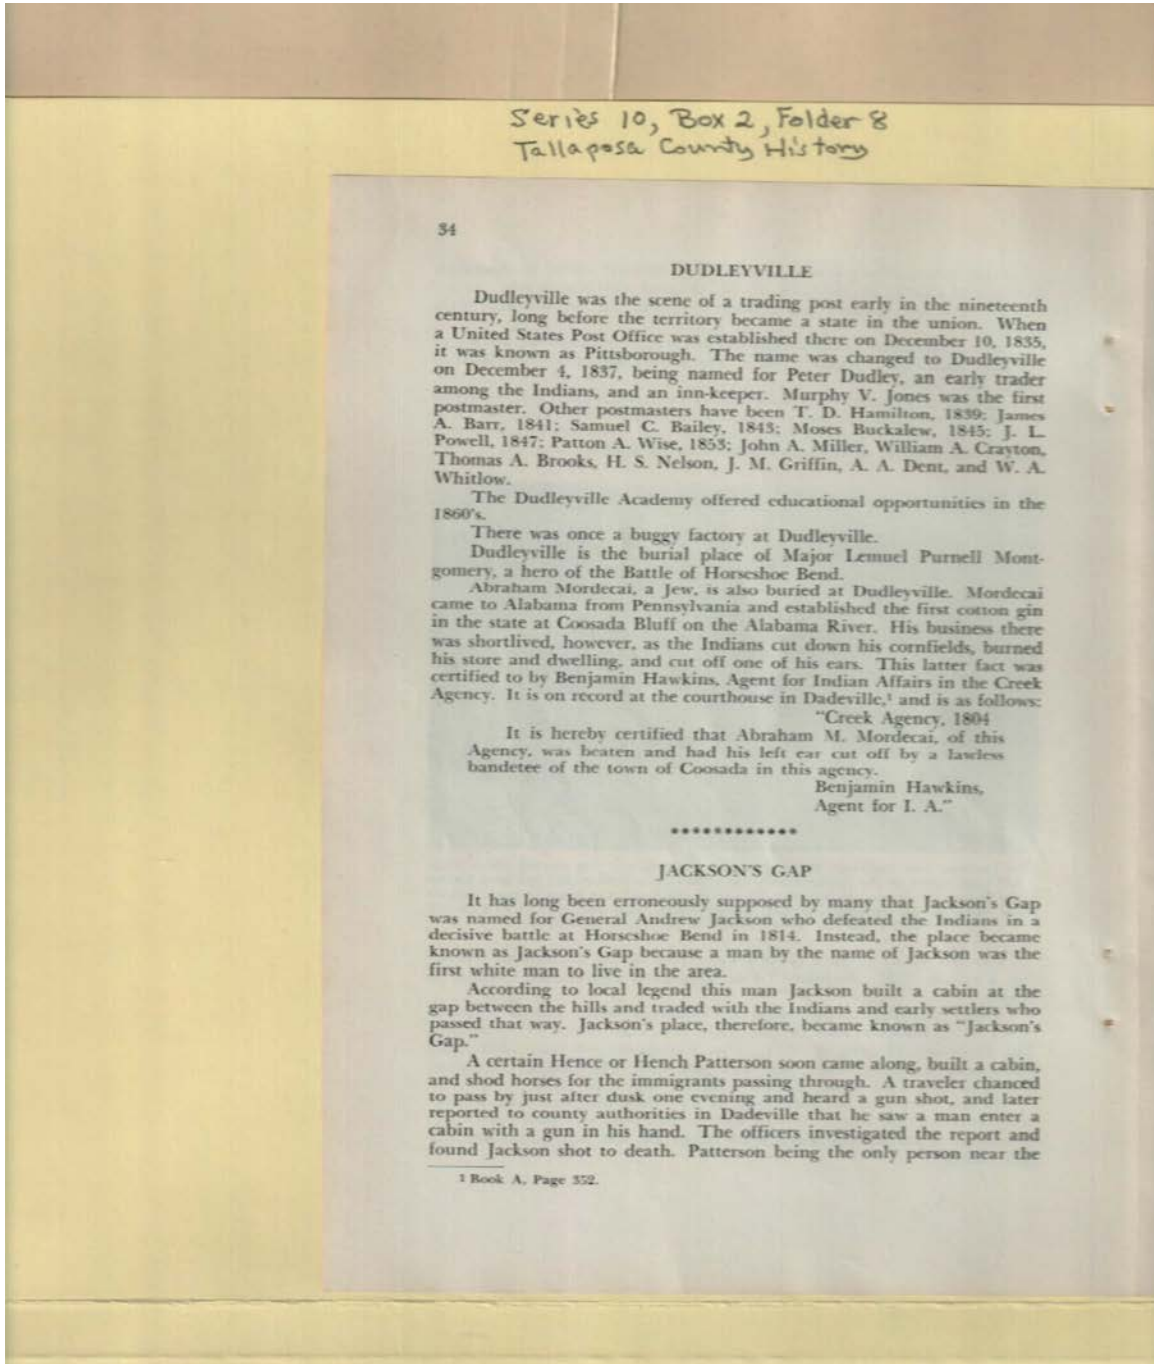 Series 10, Box 2, Folder 8
Tallaposa County History
34
DUDLEYVILLE
Dudleyville was the scene of a trading post early in the nineteenth
century, long before the territory became a state in the union. When
a United States Post Office was established there on December 10, 1835,
it was known as Pittsborough. The name was changed to Dudleyville
on December 4, 1837, being named for Peter Dudley, an early trader
among the Indians, and an inn-keeper. Murphy V. Jones was the first
postmaster. Other postmasters have been T. D. Hamilton, 1839; James
A. Barr, 1841; Samuel C. Bailey, 1843; Moses Buckalew, 1845; J. L.
Powell, 1847; Patton A. Wise, 1853; John A. Miller, William A. Crayton,
Thomas A. Brooks, H. S. Nelson, J. M. Griffin, A. A. Dent, and W. A.
Whitlow.
The Dudleyville Academy offered educational opportunities in the
1860's.
There was once a buggy factory at Dudleyville.
Dudleyville is the burial place of Major Lemuel Purnell Mont-
gomery, a hero of the Battle of Horseshoe Bend.
Abraham Mordecai, a Jew, is also buried at Dudleyville. Mordecai
came to Alabama from Pennsylvania and established the first cotton gin
in the state at Coosada Bluff on the Alabama River. His business there
was shortlived, however, as the Indians cut down his cornfields, burned
his store and dwelling, and cut off one of his ears. This latter fact was
certified to by Benjamin Hawkins, Agent for Indian Affairs in the Creek
Agency. It is on record at the courthouse in Dadeville,¹ and is as follows:
"Creek Agency, 1804
It is hereby certified that Abraham M. Mordecai, of this
Agency, was beaten and had his left ear cut off by a lawless
bandetee of the town of Coosada in this agency.
Benjamin Hawkins,
Agent for I. A."
************
JACKSON'S GAP
It has long been erroneously supposed by many that Jackson's Gap
was named for General Andrew Jackson who defeated the Indians in a
decisive battle at Horseshoe Bend in 1814. Instead, the place became
known as Jackson's Gap because a man by the name of Jackson was the
first white man to live in the area.
According to local legend this man Jackson built a cabin at the
gap between the hills and traded with the Indians and early settlers who
passed that way. Jackson's place, therefore, became known as "Jackson's
Gap."
A certain Hence or Hench Patterson soon came along, built a cabin,
and shod horses for the immigrants passing through. A traveler chanced
to pass by just after dusk one evening and heard a gun shot, and later
reported to county authorities in Dadeville that he saw a man enter a
cabin with a gun in his hand. The officers investigated the report and
found Jackson shot to death. Patterson being the only person near the
1 Book A, Page 352.